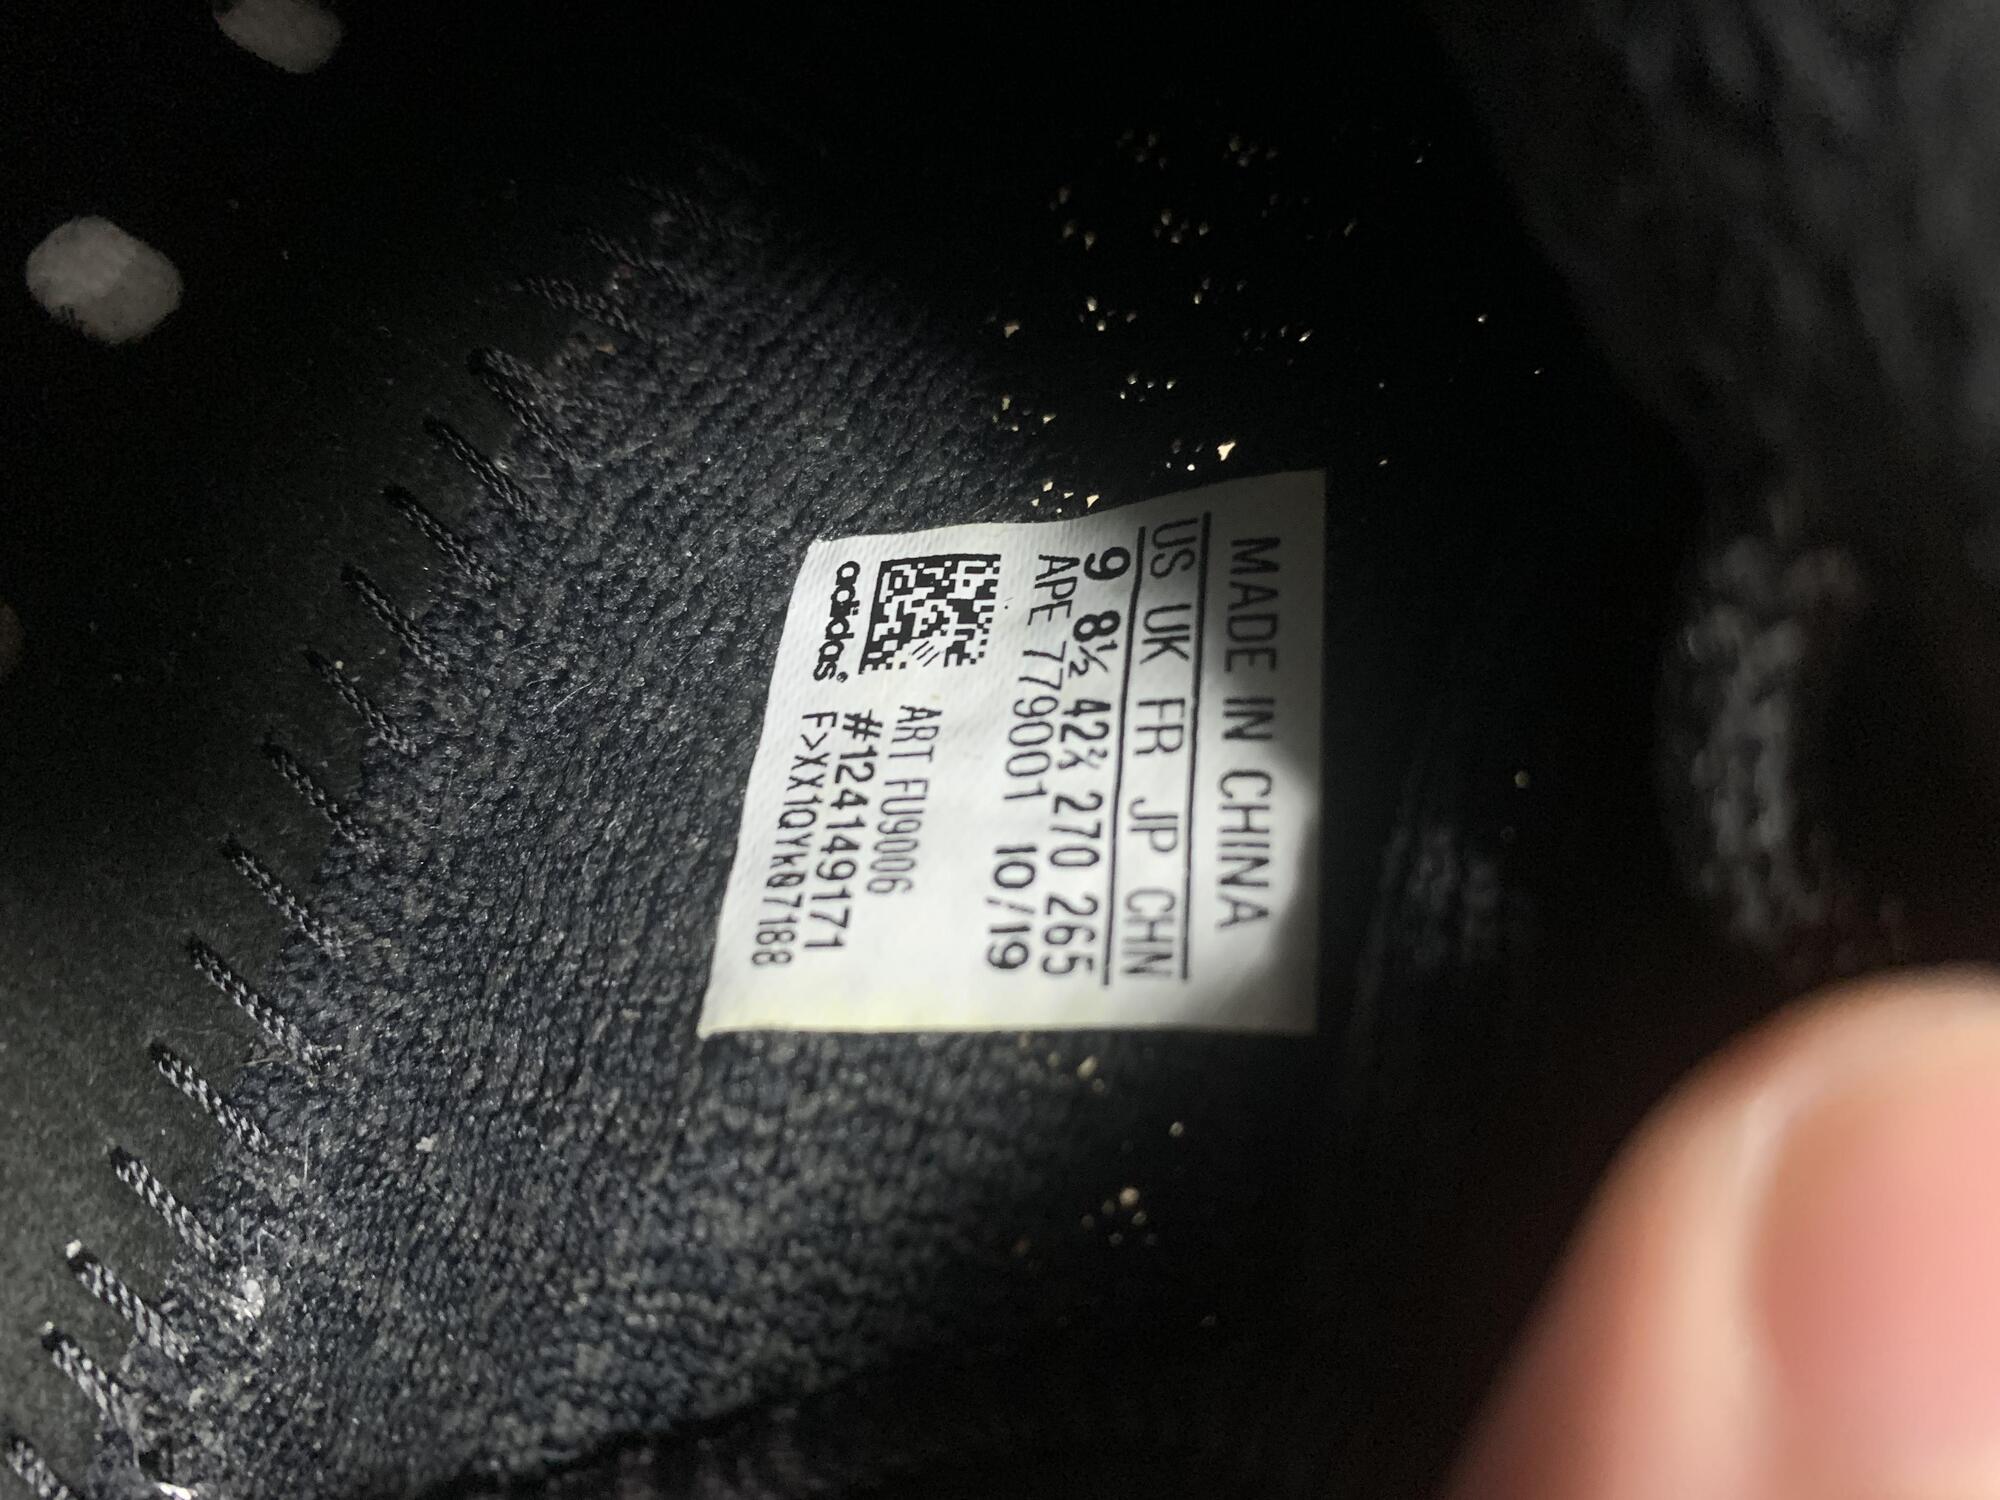 MADE IN CHINA
US UK FR JP CHN
9 8½ 42⅔ 270 265
APE 779001 10/19
adidas
ART FU9006
#124149171
F>XX1QYK07188